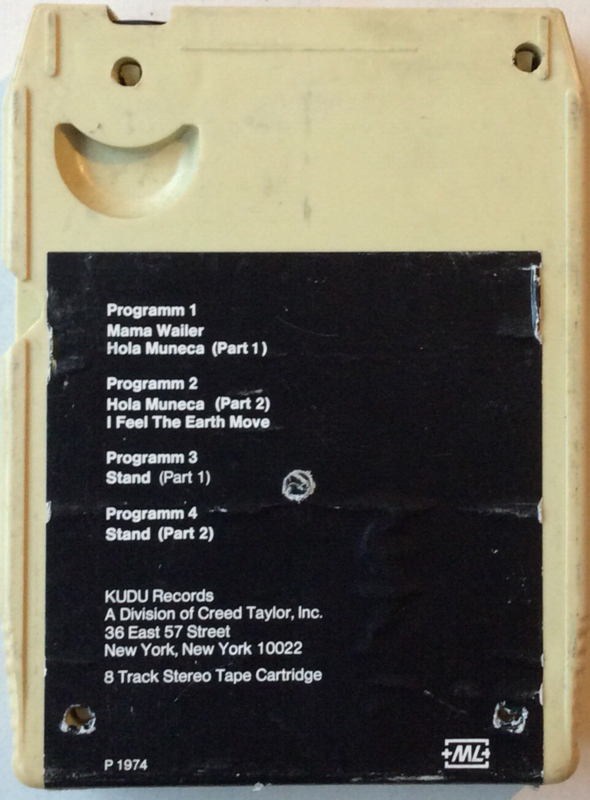 Programm 1
Mama Wailer
Hola Muneca (Part 1)
Programm 2
Hola Muneca (Part 2)
I Feel The Earth Move
Programm 3
Stand (Part 1)
Programm 4
Stand (Part 2)
KUDU Records
A Division of Creed Taylor, Inc.
36 East 57 Street
New York, New York 10022
8 Track Stereo Tape Cartridge
P 1974
ML